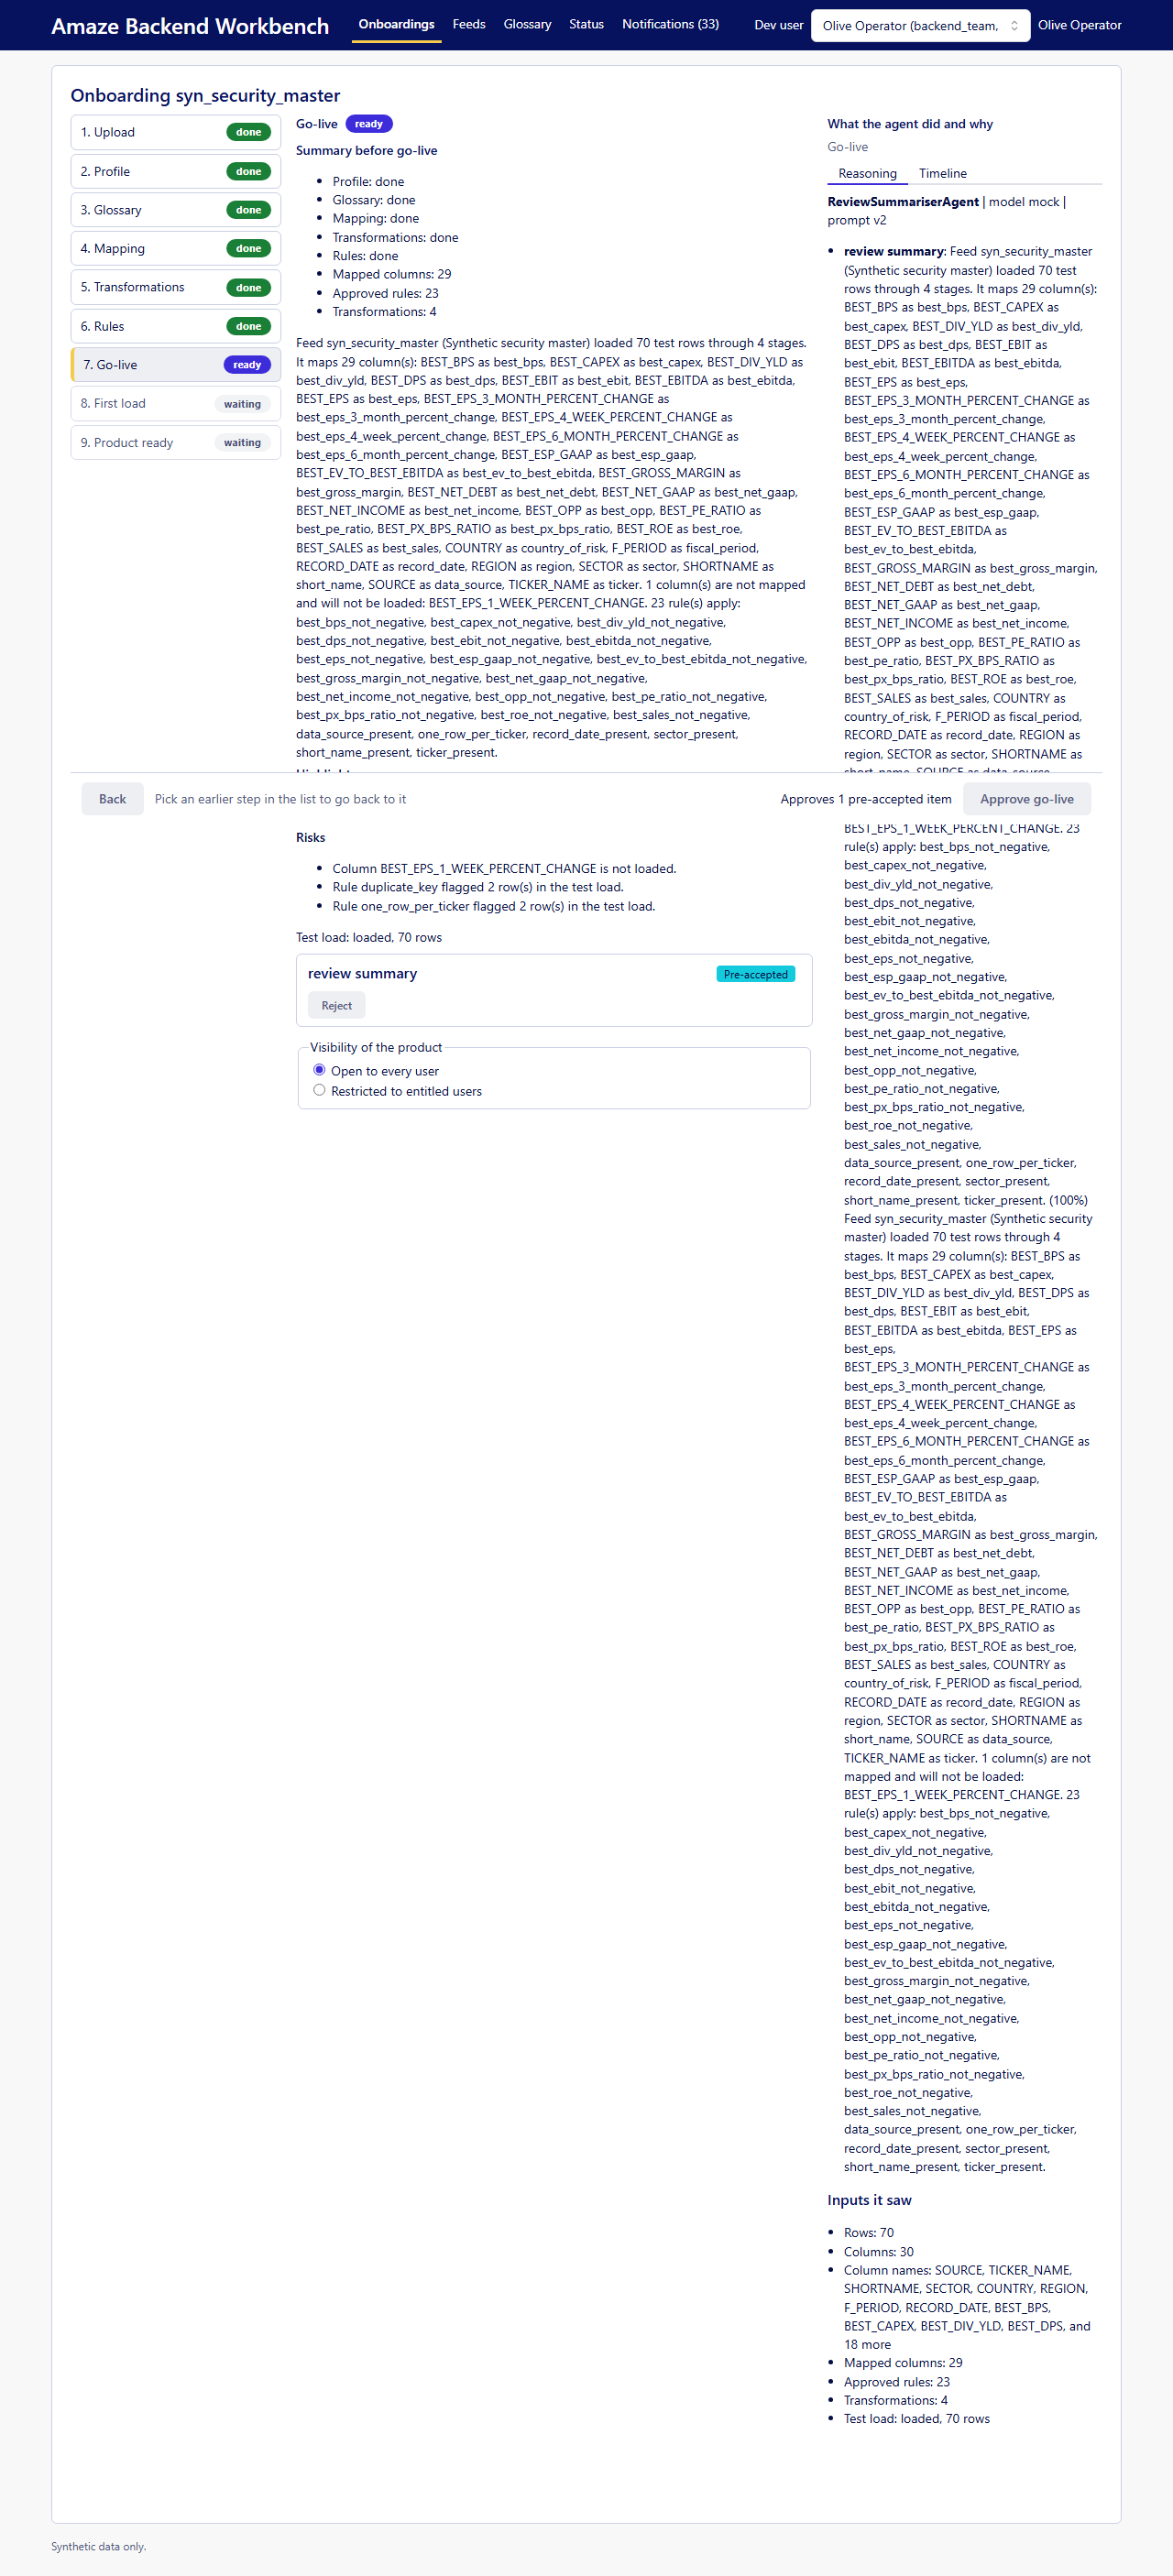 Amaze Backend Workbench
Onboardings
Feeds
Glossary
Status
Notifications (33)
Dev user
Olive Operator (backend_team,
Olive Operator
Onboarding syn_security_master
1. Upload done
2. Profile done
3. Glossary done
4. Mapping done
5. Transformations done
6. Rules done
7. Go-live ready
8. First load waiting
9. Product ready waiting
Go-live ready
Summary before go-live
Profile: done
Glossary: done
Mapping: done
Transformations: done
Rules: done
Mapped columns: 29
Approved rules: 23
Transformations: 4
Feed syn_security_master (Synthetic security master) loaded 70 test rows through 4 stages.
It maps 29 column(s): BEST_BPS as best_bps, BEST_CAPEX as best_capex, BEST_DIV_YLD as
best_div_yld, BEST_DPS as best_dps, BEST_EBIT as best_ebit, BEST_EBITDA as best_ebitda,
BEST_EPS as best_eps, BEST_EPS_3_MONTH_PERCENT_CHANGE as
best_eps_3_month_percent_change, BEST_EPS_4_WEEK_PERCENT_CHANGE as
best_eps_4_week_percent_change, BEST_EPS_6_MONTH_PERCENT_CHANGE as
best_eps_6_month_percent_change, BEST_ESP_GAAP as best_esp_gaap,
BEST_EV_TO_BEST_EBITDA as best_ev_to_best_ebitda, BEST_GROSS_MARGIN as
best_gross_margin, BEST_NET_DEBT as best_net_debt, BEST_NET_GAAP as best_net_gaap,
BEST_NET_INCOME as best_net_income, BEST_OPP as best_opp, BEST_PE_RATIO as
best_pe_ratio, BEST_PX_BPS_RATIO as best_px_bps_ratio, BEST_ROE as best_roe,
BEST_SALES as best_sales, COUNTRY as country_of_risk, F_PERIOD as fiscal_period,
RECORD_DATE as record_date, REGION as region, SECTOR as sector, SHORTNAME as
short_name, SOURCE as data_source, TICKER_NAME as ticker. 1 column(s) are not mapped
and will not be loaded: BEST_EPS_1_WEEK_PERCENT_CHANGE. 23 rule(s) apply:
best_bps_not_negative, best_capex_not_negative, best_div_yld_not_negative,
best_dps_not_negative, best_ebit_not_negative, best_ebitda_not_negative,
best_eps_not_negative, best_esp_gaap_not_negative, best_ev_to_best_ebitda_not_negative,
best_gross_margin_not_negative, best_net_gaap_not_negative,
best_net_income_not_negative, best_opp_not_negative, best_pe_ratio_not_negative,
best_px_bps_ratio_not_negative, best_roe_not_negative, best_sales_not_negative,
data_source_present, one_row_per_ticker, record_date_present, sector_present,
short_name_present, ticker_present.
Back
Pick an earlier step in the list to go back to it
Approves 1 pre-accepted item
Approve go-live
Risks
Column BEST_EPS_1_WEEK_PERCENT_CHANGE is not loaded.
Rule duplicate_key flagged 2 row(s) in the test load.
Rule one_row_per_ticker flagged 2 row(s) in the test load.
Test load: loaded, 70 rows
review summary Pre-accepted
Reject
Visibility of the product
Open to every user
Restricted to entitled users
What the agent did and why
Go-live
Reasoning
Timeline
ReviewSummariserAgent | model mock |
prompt v2
review summary: Feed syn_security_master
(Synthetic security master) loaded 70 test
rows through 4 stages. It maps 29 column(s):
BEST_BPS as best_bps, BEST_CAPEX as
best_capex, BEST_DIV_YLD as best_div_yld,
BEST_DPS as best_dps, BEST_EBIT as
best_ebit, BEST_EBITDA as best_ebitda,
BEST_EPS as best_eps,
BEST_EPS_3_MONTH_PERCENT_CHANGE as
best_eps_3_month_percent_change,
BEST_EPS_4_WEEK_PERCENT_CHANGE as
best_eps_4_week_percent_change,
BEST_EPS_6_MONTH_PERCENT_CHANGE as
best_eps_6_month_percent_change,
BEST_ESP_GAAP as best_esp_gaap,
BEST_EV_TO_BEST_EBITDA as
best_ev_to_best_ebitda,
BEST_GROSS_MARGIN as best_gross_margin,
BEST_NET_DEBT as best_net_debt,
BEST_NET_GAAP as best_net_gaap,
BEST_NET_INCOME as best_net_income,
BEST_OPP as best_opp, BEST_PE_RATIO as
best_pe_ratio, BEST_PX_BPS_RATIO as
best_px_bps_ratio, BEST_ROE as best_roe,
BEST_SALES as best_sales, COUNTRY as
country_of_risk, F_PERIOD as fiscal_period,
RECORD_DATE as record_date, REGION as
region, SECTOR as sector, SHORTNAME as
short_name, SOURCE as data_source,
BEST_EPS_1_WEEK_PERCENT_CHANGE. 23
rule(s) apply: best_bps_not_negative,
best_capex_not_negative,
best_div_yld_not_negative,
best_dps_not_negative,
best_ebit_not_negative,
best_ebitda_not_negative,
best_eps_not_negative,
best_esp_gaap_not_negative,
best_ev_to_best_ebitda_not_negative,
best_gross_margin_not_negative,
best_net_gaap_not_negative,
best_net_income_not_negative,
best_opp_not_negative,
best_pe_ratio_not_negative,
best_px_bps_ratio_not_negative,
best_roe_not_negative,
best_sales_not_negative,
data_source_present, one_row_per_ticker,
record_date_present, sector_present,
short_name_present, ticker_present. (100%)
Feed syn_security_master (Synthetic security
master) loaded 70 test rows through 4
stages. It maps 29 column(s): BEST_BPS as
best_bps, BEST_CAPEX as best_capex,
BEST_DIV_YLD as best_div_yld, BEST_DPS as
best_dps, BEST_EBIT as best_ebit,
BEST_EBITDA as best_ebitda, BEST_EPS as
best_eps,
BEST_EPS_3_MONTH_PERCENT_CHANGE as
best_eps_3_month_percent_change,
BEST_EPS_4_WEEK_PERCENT_CHANGE as
best_eps_4_week_percent_change,
BEST_EPS_6_MONTH_PERCENT_CHANGE as
best_eps_6_month_percent_change,
BEST_ESP_GAAP as best_esp_gaap,
BEST_EV_TO_BEST_EBITDA as
best_ev_to_best_ebitda,
BEST_GROSS_MARGIN as best_gross_margin,
BEST_NET_DEBT as best_net_debt,
BEST_NET_GAAP as best_net_gaap,
BEST_NET_INCOME as best_net_income,
BEST_OPP as best_opp, BEST_PE_RATIO as
best_pe_ratio, BEST_PX_BPS_RATIO as
best_px_bps_ratio, BEST_ROE as best_roe,
BEST_SALES as best_sales, COUNTRY as
country_of_risk, F_PERIOD as fiscal_period,
RECORD_DATE as record_date, REGION as
region, SECTOR as sector, SHORTNAME as
short_name, SOURCE as data_source,
TICKER_NAME as ticker. 1 column(s) are not
mapped and will not be loaded:
BEST_EPS_1_WEEK_PERCENT_CHANGE. 23
rule(s) apply: best_bps_not_negative,
best_capex_not_negative,
best_div_yld_not_negative,
best_dps_not_negative,
best_ebit_not_negative,
best_ebitda_not_negative,
best_eps_not_negative,
best_esp_gaap_not_negative,
best_ev_to_best_ebitda_not_negative,
best_gross_margin_not_negative,
best_net_gaap_not_negative,
best_net_income_not_negative,
best_opp_not_negative,
best_pe_ratio_not_negative,
best_px_bps_ratio_not_negative,
best_roe_not_negative,
best_sales_not_negative,
data_source_present, one_row_per_ticker,
record_date_present, sector_present,
short_name_present, ticker_present.
Inputs it saw
Rows: 70
Columns: 30
Column names: SOURCE, TICKER_NAME,
SHORTNAME, SECTOR, COUNTRY, REGION,
F_PERIOD, RECORD_DATE, BEST_BPS,
BEST_CAPEX, BEST_DIV_YLD, BEST_DPS, and
18 more
Mapped columns: 29
Approved rules: 23
Transformations: 4
Test load: loaded, 70 rows
Synthetic data only.